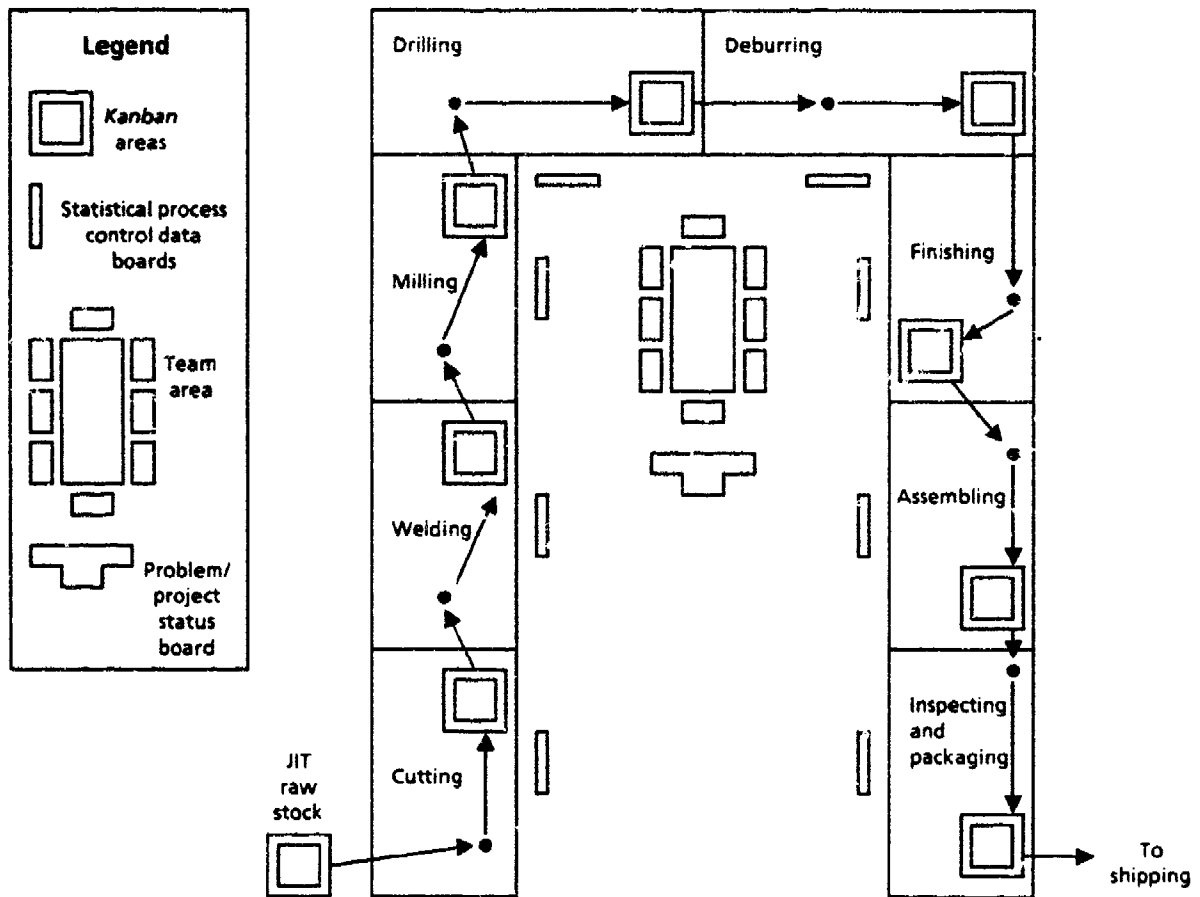 Legend
Kanban
areas
Statistical process
control data
boards
Team
area
Problem/
project
status
board
Drilling
Deburring
Milling
Finishing
Welding
Assembling
Cutting
Inspecting
and
packaging
JIT
raw
stock
To
shipping